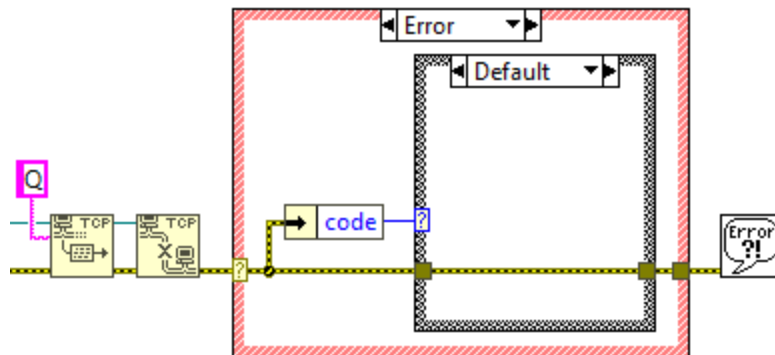 Error
Default
Q
TCP
TCP
code
?
?
Error
?!